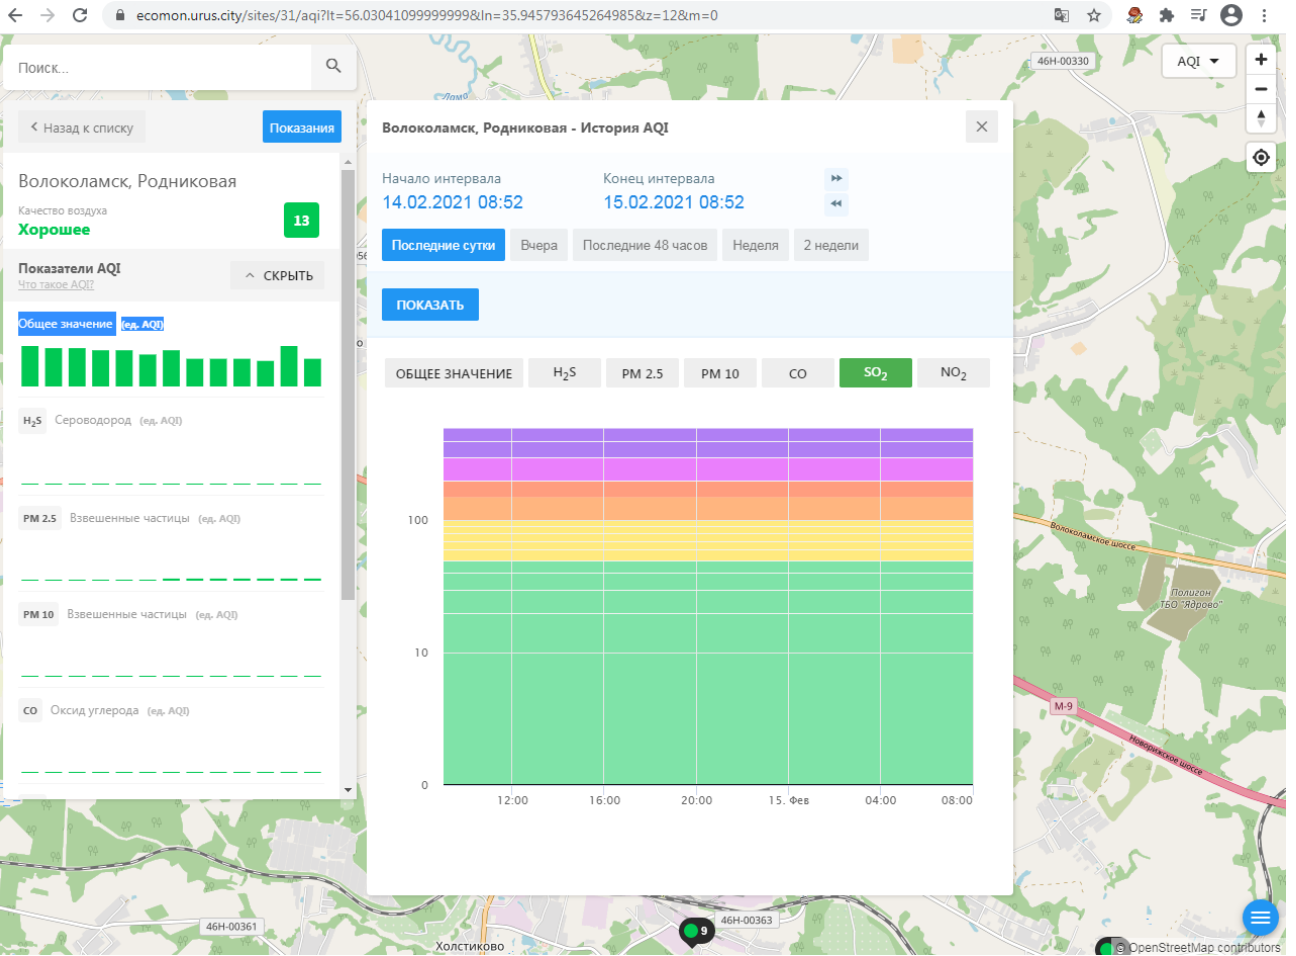 ecomon.urus.city/sites/31/aqi?lt=56.03041099999999&ln=35.945793645264985&z=12&m=0
Поиск...
46Н-00330
AQI
Назад к списку
Показания
Волоколамск, Родниковая - История AQI
Волоколамск, Родниковая
Качество воздуха
Хорошее
13
Начало интервала
Конец интервала
14.02.2021 08:52
15.02.2021 08:52
Последние сутки
Вчера
Последние 48 часов
Неделя
2 недели
Показатели AQI
Что такое AQI?
СКРЫТЬ
ПОКАЗАТЬ
Общее значение (ед. AQI)
ОБЩЕЕ ЗНАЧЕНИЕ
H2S
PM 2.5
PM 10
CO
SO2
NO2
H2S Сероводород (ед. AQI)
PM 2.5 Взвешенные частицы (ед. AQI)
PM 10 Взвешенные частицы (ед. AQI)
CO Оксид углерода (ед. AQI)
100
10
0
12:00
16:00
20:00
15. Фев
04:00
08:00
Волоколамское шоссе
Полигон
ТБО "Ядрово"
М-9
Новорижское шоссе
46Н-00361
46Н-00363
9
Холстиково
© OpenStreetMap contributors